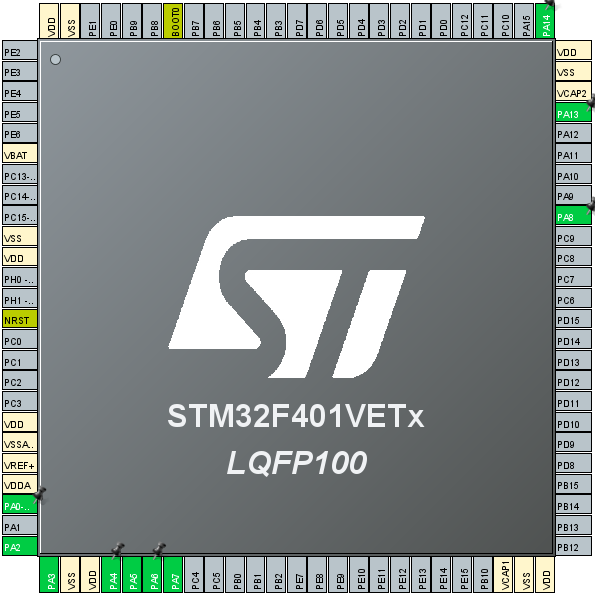 VDD VSS PE1 PE0 PB9 PB8 BOOT0 PB7 PB6 PB5 PB4 PB3 PD7 PD6 PD5 PD4 PD3 PD2 PD1 PD0 PC12 PC11 PC10 PA15 PA14
PE2
PE3
PE4
PE5
PE6
VBAT
PC13-..
PC14-..
PC15-..
VSS
VDD
PH0 -..
PH1 -..
NRST
PC0
PC1
PC2
PC3
VDD
VSSA..
VREF+
VDDA
PA0-..
PA1
PA2
ST
STM32F401VETx
LQFP100
VDD
VSS
VCAP2
PA13
PA12
PA11
PA10
PA9
PA8
PC9
PC8
PC7
PC6
PD15
PD14
PD13
PD12
PD11
PD10
PD9
PD8
PB15
PB14
PB13
PB12
PA3 VSS VDD PA4 PA5 PA6 PA7 PC4 PC5 PB0 PB1 PB2 PE7 PE8 PE9 PE10 PE11 PE12 PE13 PE14 PE15 PB10 VCAP1 VSS VDD